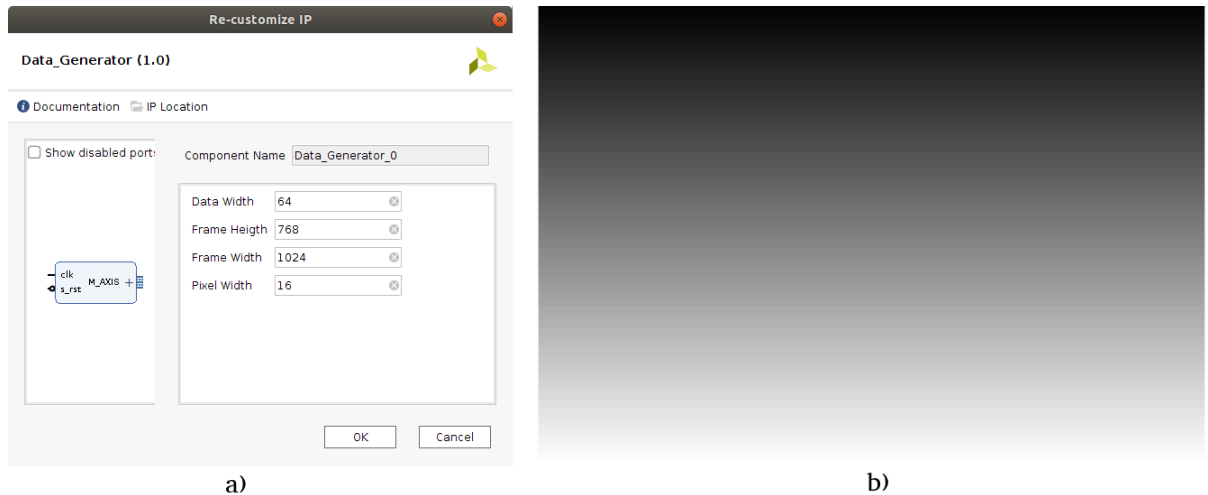 Re-customize IP
Data_Generator (1.0)
Documentation IP Location
Show disabled port
Component Name Data_Generator_0
Data Width 64
Frame Heigth 768
Frame Width 1024
Pixel Width 16
clk
s_rst
M_AXIS
OK Cancel
a)
b)